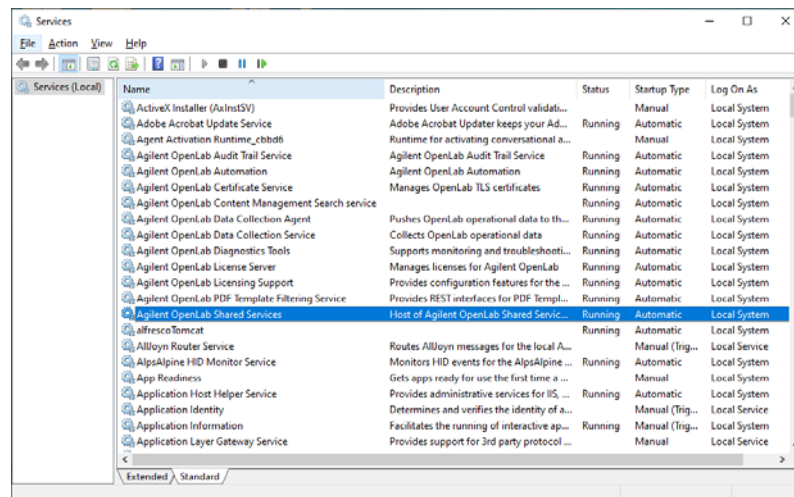 Services
File Action View Help
Services (Local)
Name Description Status Startup Type Log On As
ActiveX Installer (AxInstSV) Provides User Account Control validati... Manual Local System
Adobe Acrobat Update Service Adobe Acrobat Updater keeps your Ad... Running Automatic Local System
Agent Activation Runtime_cbbd6 Runtime for activating conversational a... Manual Local System
Agilent OpenLab Audit Trail Service Agilent OpenLab Audit Trail Service Running Automatic Local System
Agilent OpenLab Automation Agilent OpenLab Automation Running Automatic Local System
Agilent OpenLab Certificate Service Manages OpenLab TLS certificates Running Automatic Local System
Agilent OpenLab Content Management Search service Running Automatic Local System
Agilent OpenLab Data Collection Agent Pushes OpenLab operational data to th... Running Automatic Local System
Agilent OpenLab Data Collection Service Collects OpenLab operational data Running Automatic Local System
Agilent OpenLab Diagnostics Tools Supports monitoring and troubleshooti... Running Automatic Local System
Agilent OpenLab License Server Manages licenses for Agilent OpenLab Running Automatic Local System
Agilent OpenLab Licensing Support Provides configuration features for the ... Running Automatic Local System
Agilent OpenLab PDF Template Filtering Service Provides REST interfaces for PDF Templ... Running Automatic Local System
Agilent OpenLab Shared Services Host of Agilent OpenLab Shared Servic... Running Automatic Local System
alfrescoTomcat Running Automatic Local System
AllJoyn Router Service Routes AllJoyn messages for the local A... Manual (Trig... Local Service
AlpsAlpine HID Monitor Service Monitors HID events for the AlpsAlpine ... Running Automatic Local System
App Readiness Gets apps ready for use the first time a ... Manual Local System
Application Host Helper Service Provides administrative services for IIS, ... Running Automatic Local System
Application Identity Determines and verifies the identity of a... Manual (Trig... Local Service
Application Information Facilitates the running of interactive ap... Running Manual (Trig... Local System
Application Layer Gateway Service Provides support for 3rd party protocol ... Manual Local Service
Extended Standard